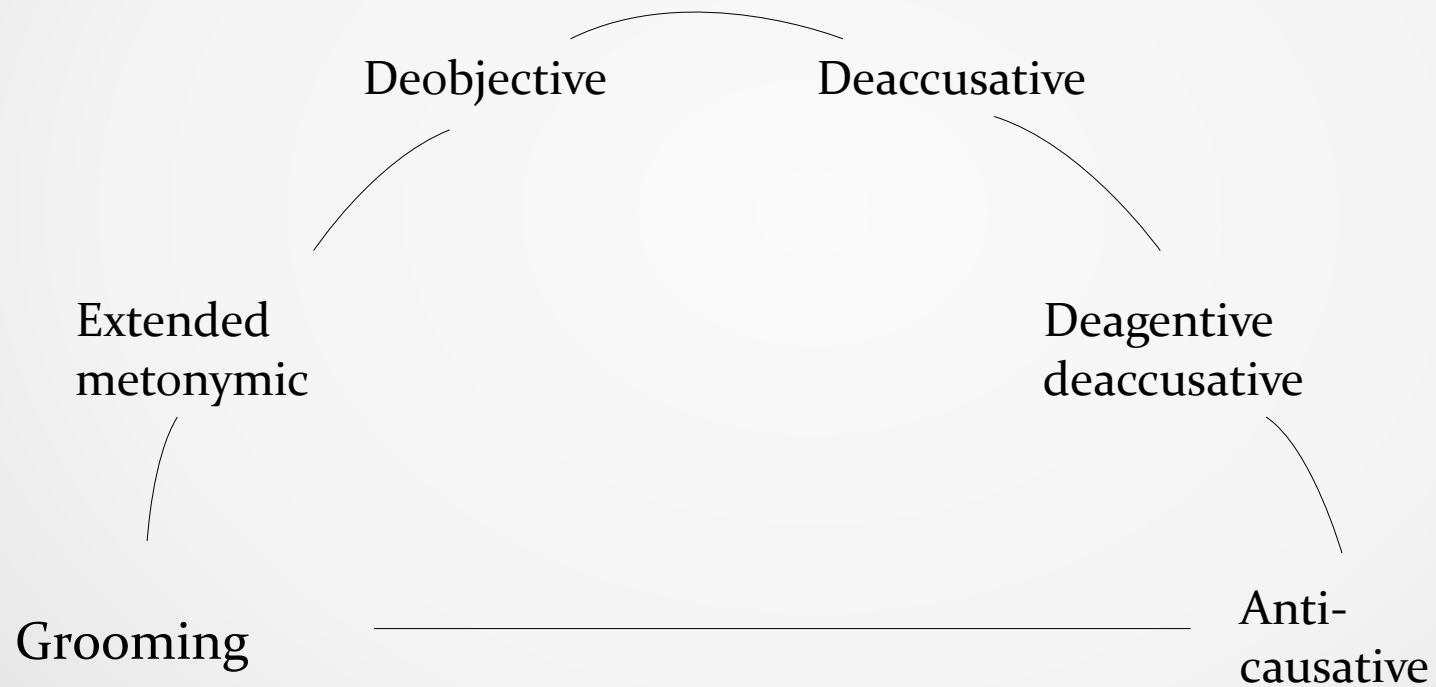 Deobjective
Deaccusative
Extended
metonymic
Deagentive
deaccusative
Grooming
Anti-
causative